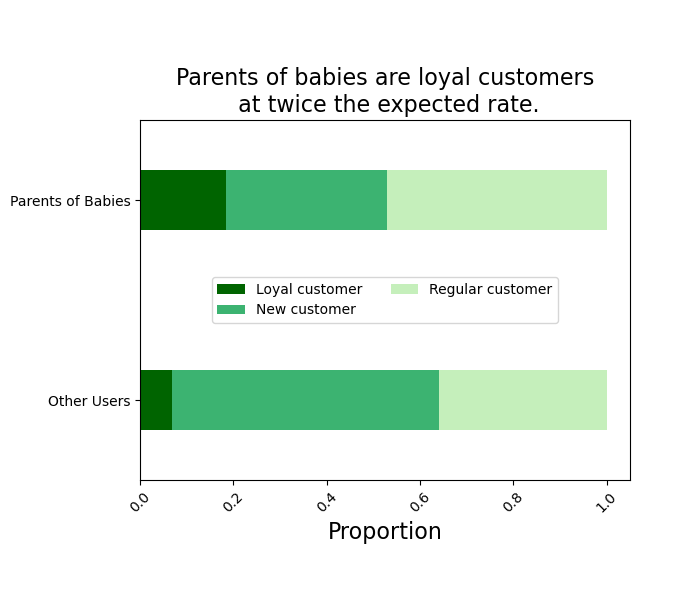 Parents of babies are loyal customers
at twice the expected rate.
Parents of Babies
Loyal customer
New customer
Regular customer
Other Users
0.0
0.2
0.4
0.6
0.8
1.0
Proportion